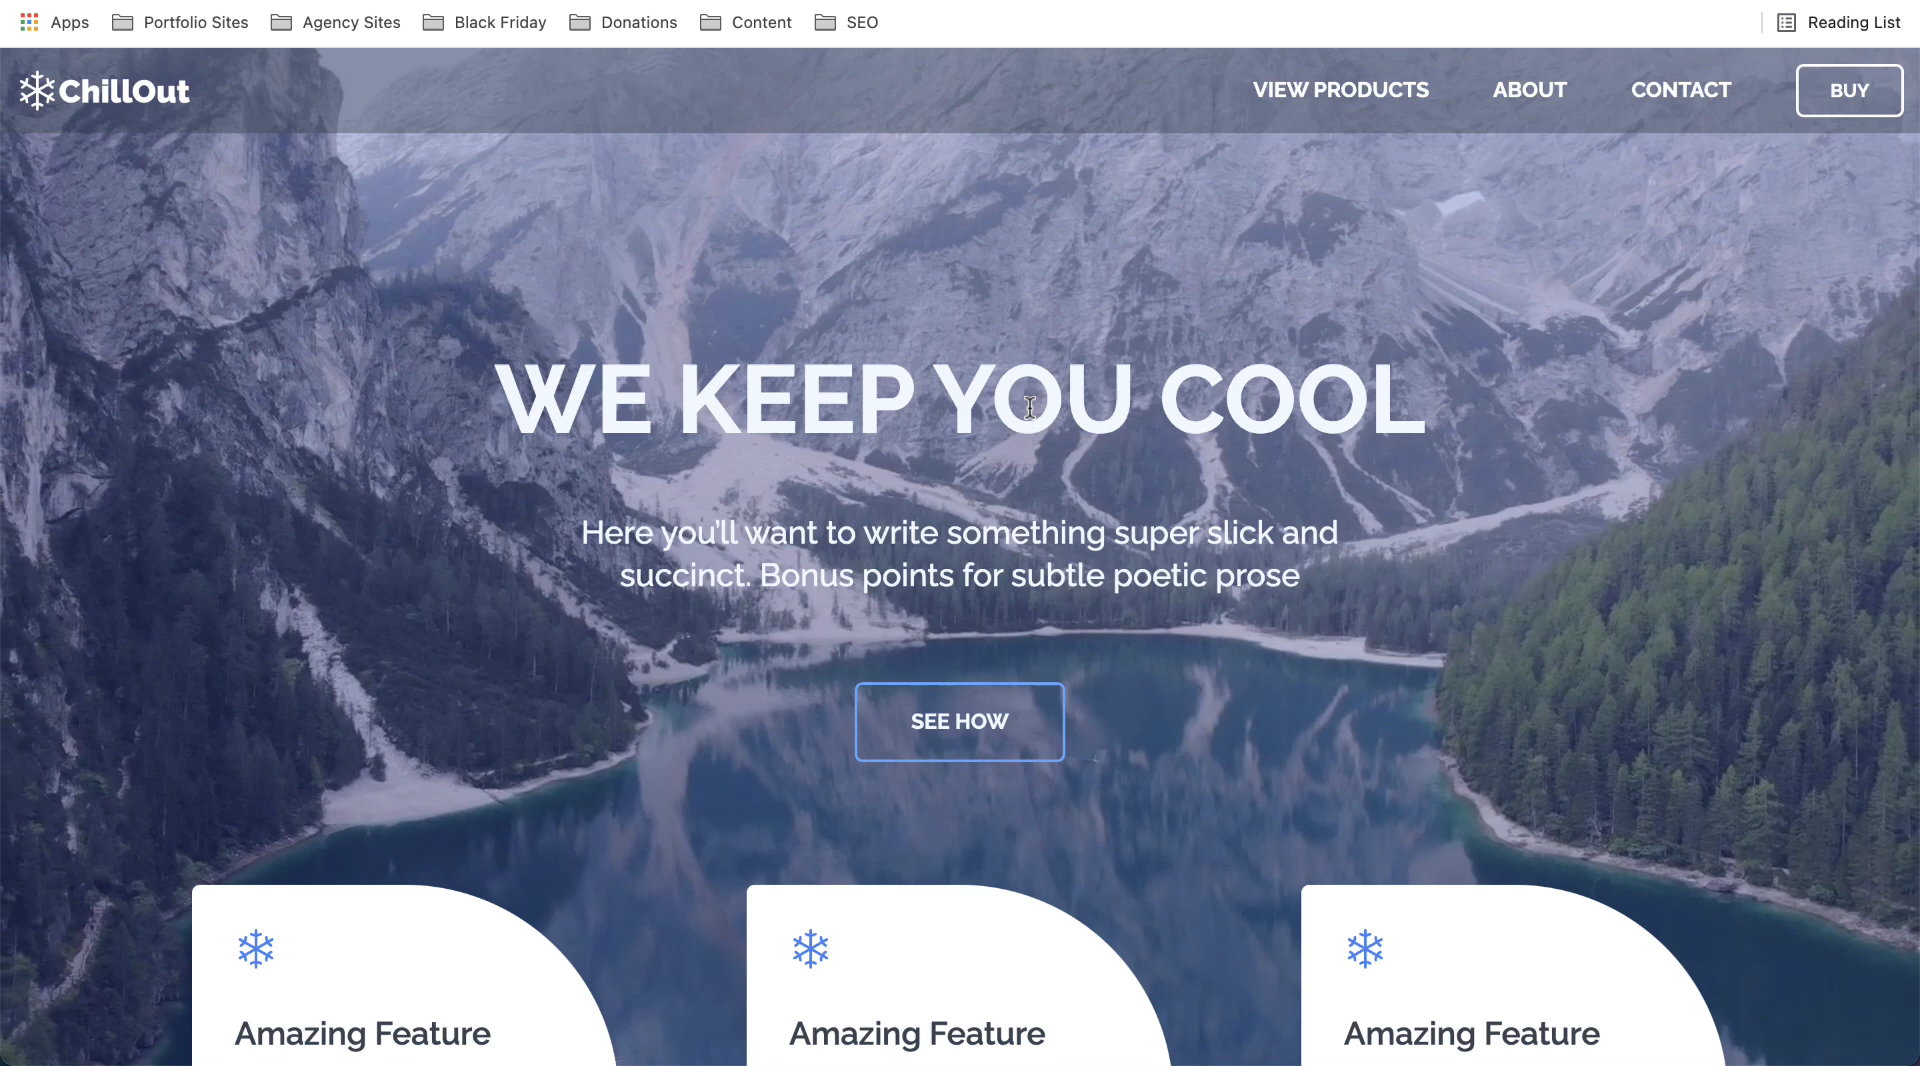 Apps Portfolio Sites Agency Sites Black Friday Donations Content SEO Reading List
ChillOut VIEW PRODUCTS ABOUT CONTACT BUY
WE KEEP YOU COOL
Here you'll want to write something super slick and
succinct. Bonus points for subtle poetic prose
SEE HOW
Amazing Feature Amazing Feature Amazing Feature